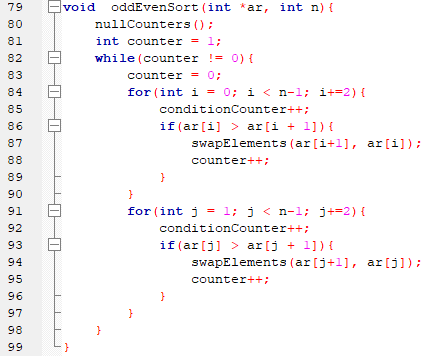 79 void  oddEvenSort(int *ar, int n){
80     nullCounters();
81     int counter = 1;
82     while(counter != 0){
83         counter = 0;
84         for(int i = 0; i < n-1; i+=2){
85             conditionCounter++;
86             if(ar[i] > ar[i + 1]){
87                 swapElements(ar[i+1], ar[i]);
88                 counter++;
89             }
90         }
91         for(int j = 1; j < n-1; j+=2){
92             conditionCounter++;
93             if(ar[j] > ar[j + 1]){
94                 swapElements(ar[j+1], ar[j]);
95                 counter++;
96             }
97         }
98     }
99 }